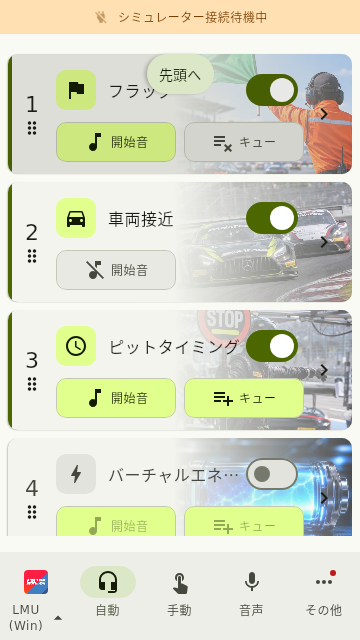 シミュレーター接続待機中
先頭へ
1
フラッグ
開始音
キュー
2
車両接近
開始音
3
STOP
ピットタイミング
開始音
キュー
4
バーチャルエネ…
開始音
キュー
LMU
(Win)
自動
手動
音声
その他